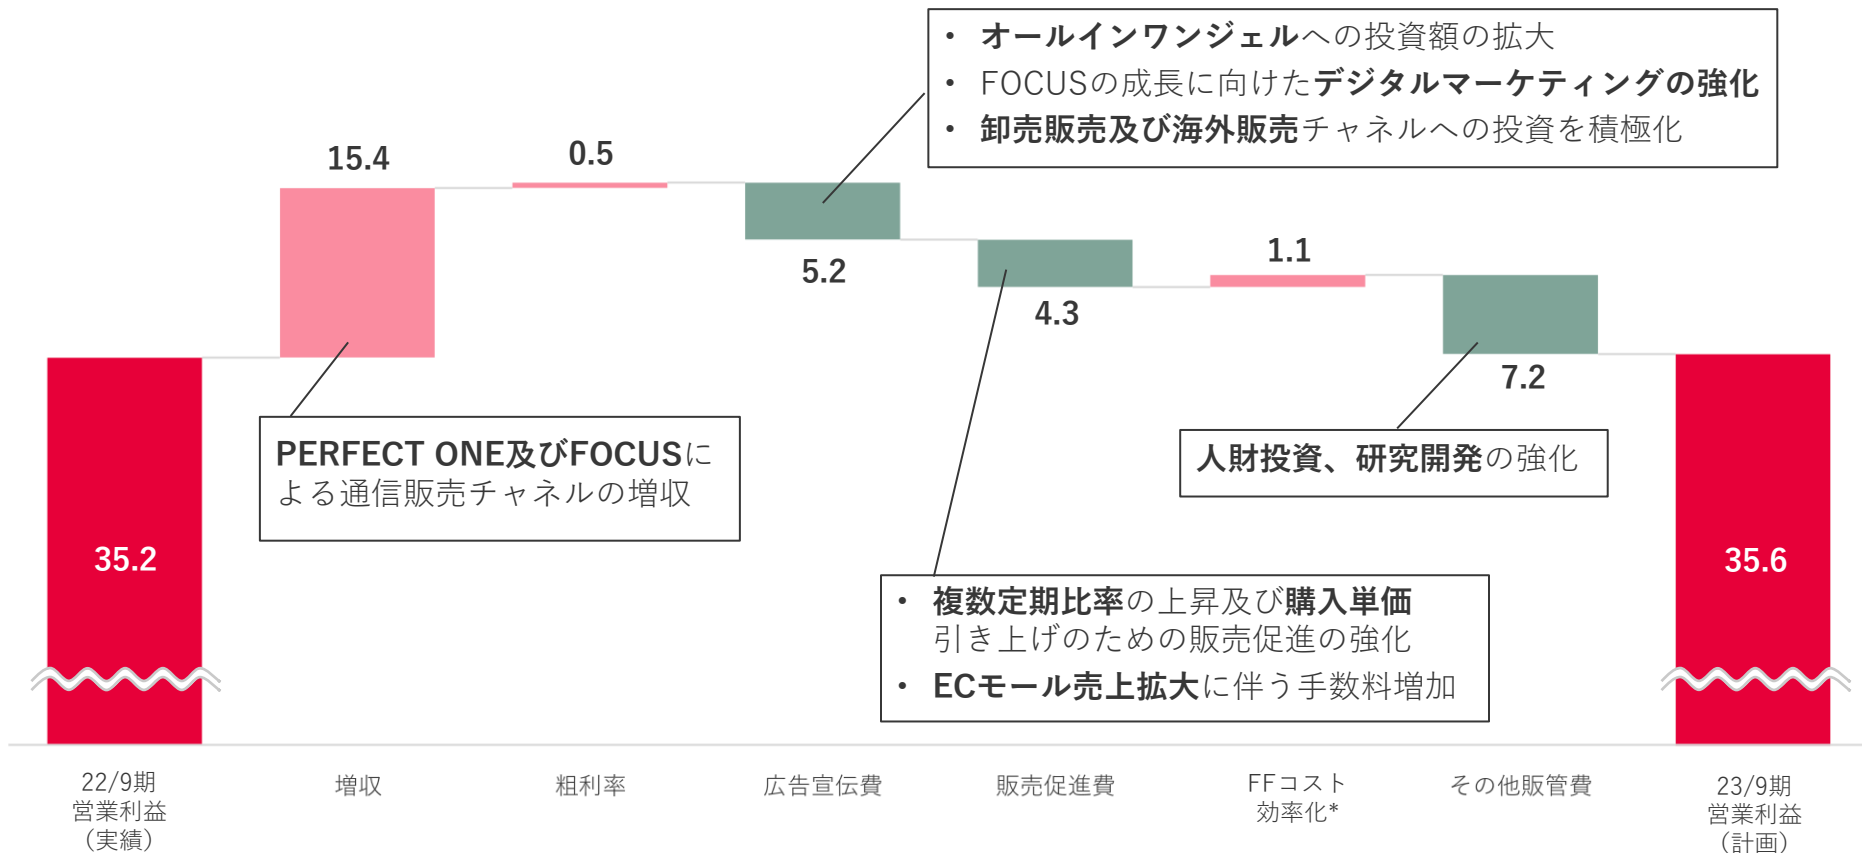 • オールインワンジェルへの投資額の拡大
• FOCUSの成長に向けたデジタルマーケティングの強化
• 卸売販売及び海外販売チャネルへの投資を積極化
15.4
0.5
5.2
4.3
1.1
7.2
PERFECT ONE及びFOCUSに
よる通信販売チャネルの増収
人財投資、研究開発の強化
35.2
35.6
• 複数定期比率の上昇及び購入単価
引き上げのための販売促進の強化
• ECモール売上拡大に伴う手数料増加
22/9期
営業利益
（実績）
増収
粗利率
広告宣伝費
販売促進費
FFコスト
効率化*
その他販管費
23/9期
営業利益
（計画）